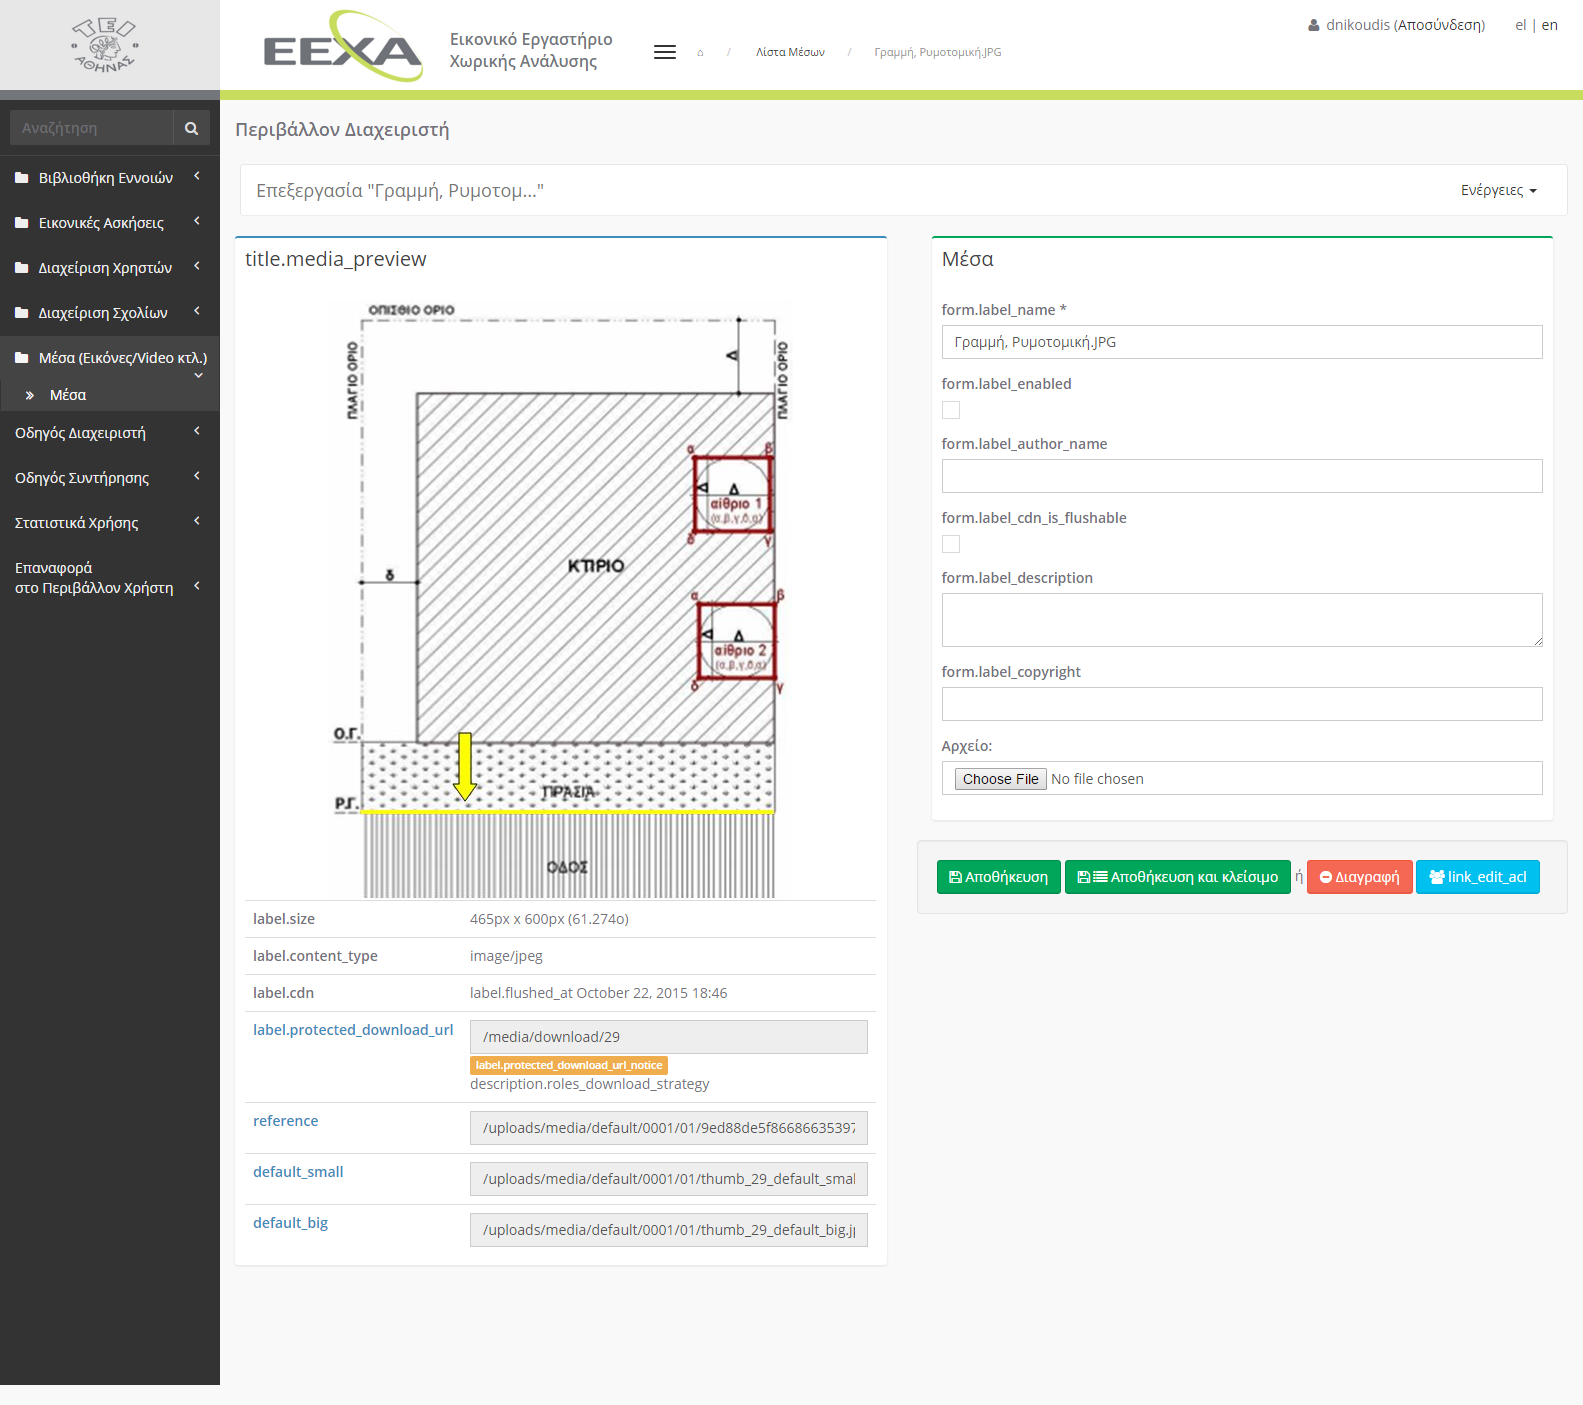 ΤΕΙ
ΑΘΗΝΑΣ
EEXA
Εικονικό Εργαστήριο
Χωρικής Ανάλυσης
/ Λίστα Μέσων / Γραμμή, Ρυμοτομική.JPG
dnikoudis (Αποσύνδεση)
el | en
Αναζήτηση
Βιβλιοθήκη Εννοιών
Εικονικές Ασκήσεις
Διαχείριση Χρηστών
Διαχείριση Σχολίων
Μέσα (Εικόνες/Video κτλ.)
Μέσα
Οδηγός Διαχειριστή
Οδηγός Συντήρησης
Στατιστικά Χρήσης
Επαναφορά
στο Περιβάλλον Χρήστη
Περιβάλλον Διαχειριστή
Επεξεργασία "Γραμμή, Ρυμοτομ..."
Ενέργειες
title.media_preview
ΟΠΙΣΘΙΟ ΟΡΙΟ
ΠΛΑΓΙΟ ΟΡΙΟ
Δ
ΠΛΑΓΙΟ ΟΡΙΟ
α β
Δ Δ
αίθριο 1
(α,β,γ,δ,α)
δ γ
ΚΤΙΡΙΟ
δ
α β
Δ Δ
αίθριο 2
(α,β,γ,δ,α)
δ γ
Ο.Γ.
ΠΡΑΣΙΑ
Ρ.Γ.
ΟΔΟΣ
label.size 465px x 600px (61.274o)
label.content_type image/jpeg
label.cdn label.flushed_at October 22, 2015 18:46
label.protected_download_url /media/download/29
label.protected_download_url_notice
description.roles_download_strategy
reference /uploads/media/default/0001/01/9ed88de5f86686635397
default_small /uploads/media/default/0001/01/thumb_29_default_smal
default_big /uploads/media/default/0001/01/thumb_29_default_big.jp
Μέσα
form.label_name *
Γραμμή, Ρυμοτομική.JPG
form.label_enabled
form.label_author_name
form.label_cdn_is_flushable
form.label_description
form.label_copyright
Αρχείο:
Choose File No file chosen
Αποθήκευση Αποθήκευση και κλείσιμο ή Διαγραφή link_edit_acl